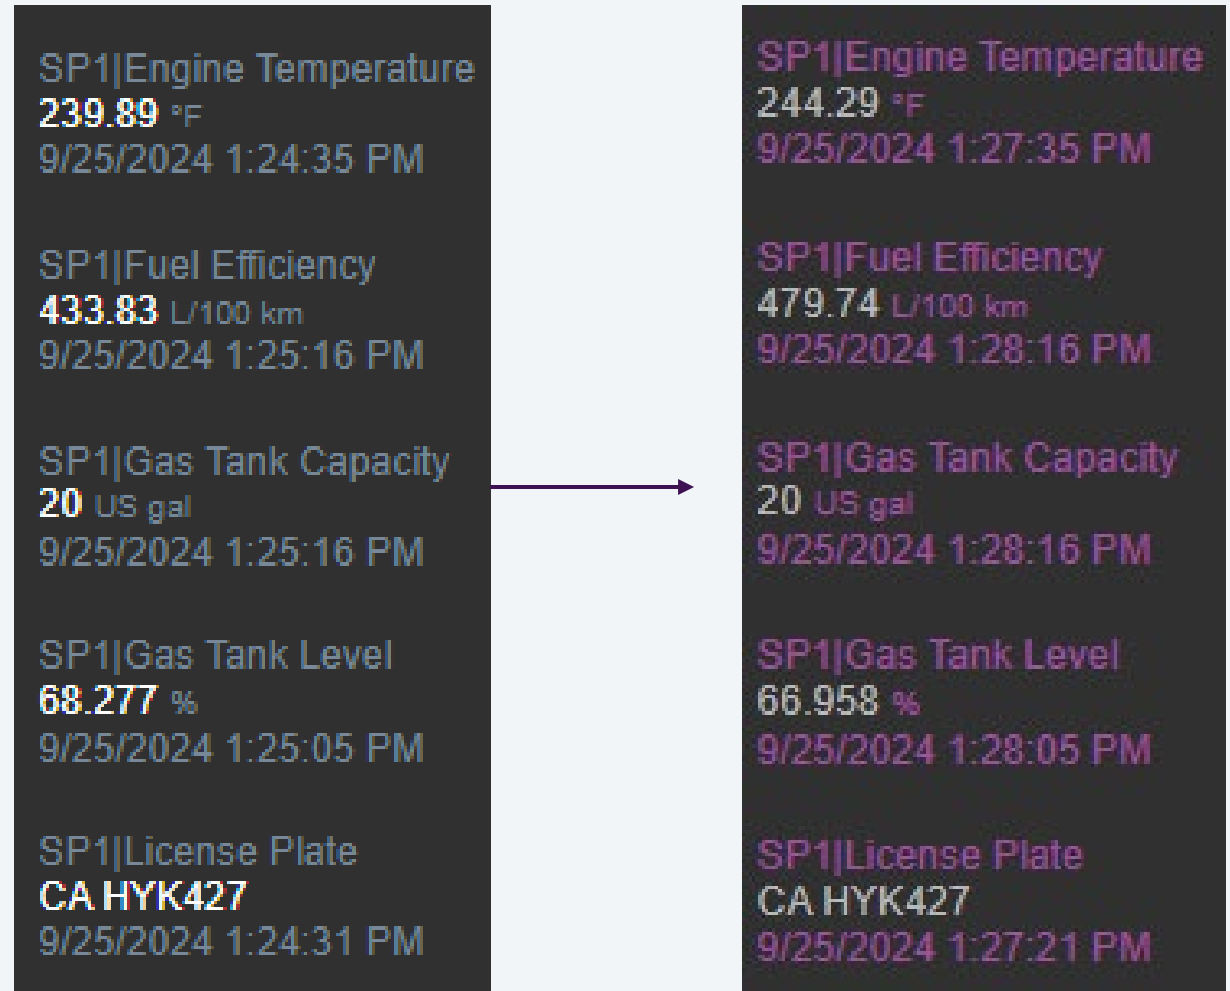 SP1|Engine Temperature
239.89 °F
9/25/2024 1:24:35 PM
SP1|Fuel Efficiency
433.83 L/100 km
9/25/2024 1:25:16 PM
SP1|Gas Tank Capacity
20 US gal
9/25/2024 1:25:16 PM
SP1|Gas Tank Level
68.277 %
9/25/2024 1:25:05 PM
SP1|License Plate
CA HYK427
9/25/2024 1:24:31 PM
SP1|Engine Temperature
244.29 °F
9/25/2024 1:27:35 PM
SP1|Fuel Efficiency
479.74 L/100 km
9/25/2024 1:28:16 PM
SP1|Gas Tank Capacity
20 US gal
9/25/2024 1:28:16 PM
SP1|Gas Tank Level
66.958 %
9/25/2024 1:28:05 PM
SP1|License Plate
CA HYK427
9/25/2024 1:27:21 PM